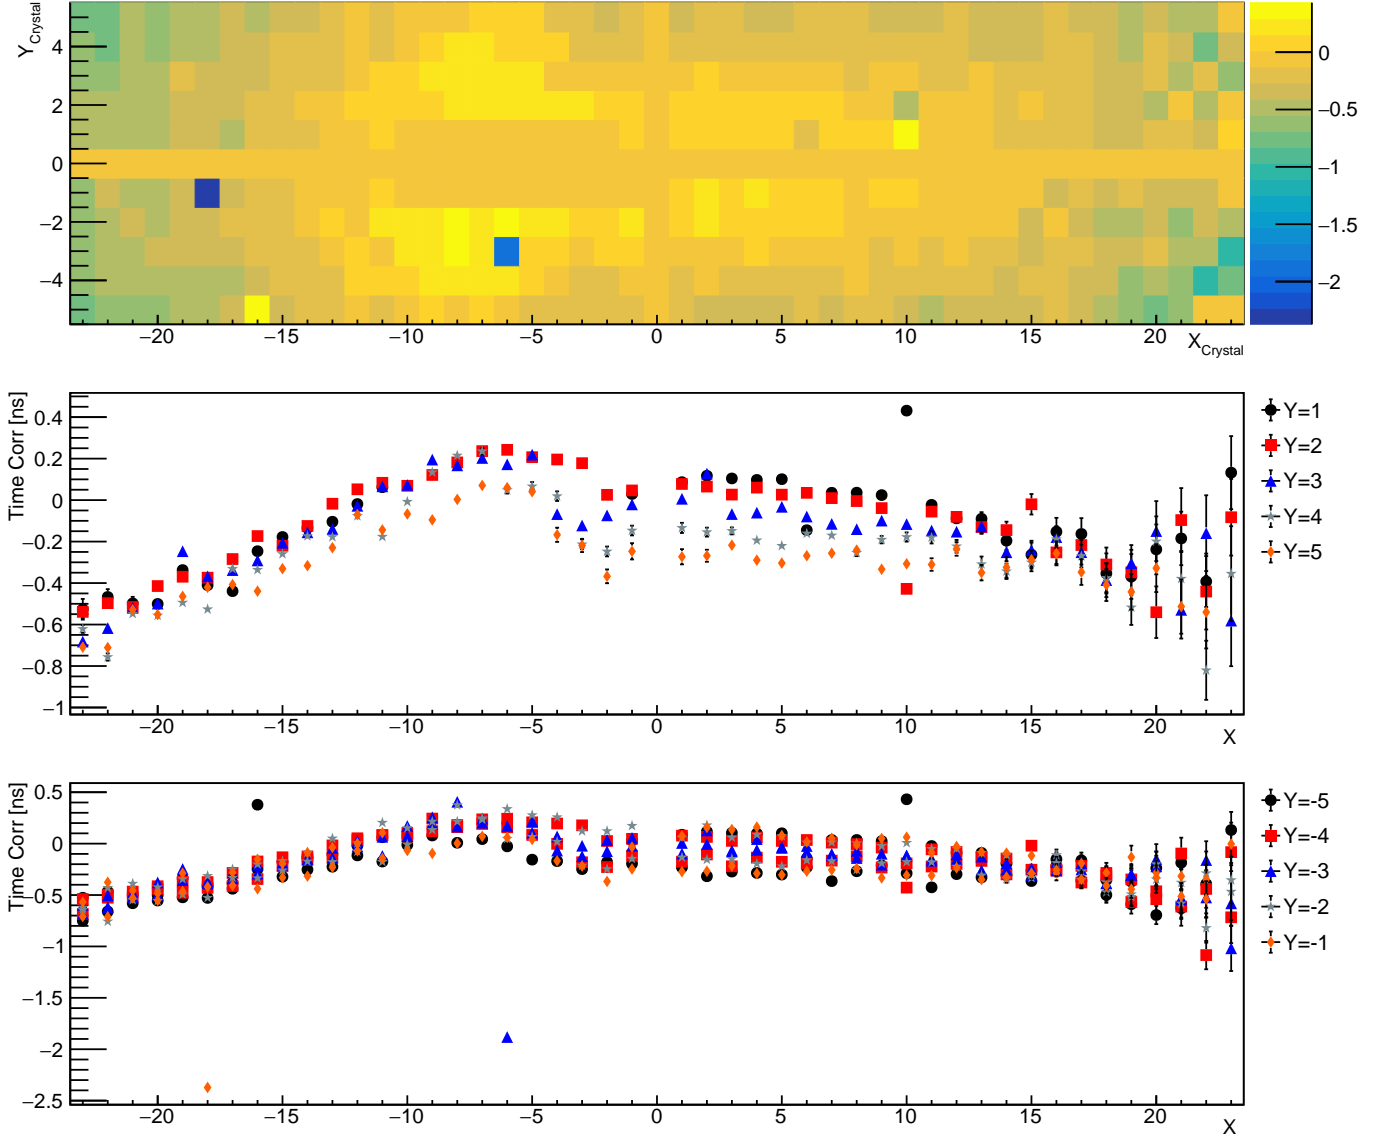 Y_Crystal
4
2
0
−2
−4
−20 −15 −10 −5 0 5 10 15 20
X_Crystal
0
−0.5
−1
−1.5
−2
Time Corr [ns]
0.4
0.2
0
−0.2
−0.4
−0.6
−0.8
−1
−20 −15 −10 −5 0 5 10 15 20
X
Y=1
Y=2
Y=3
Y=4
Y=5
Time Corr [ns]
0.5
0
−0.5
−1
−1.5
−2
−2.5
−20 −15 −10 −5 0 5 10 15 20
X
Y=-5
Y=-4
Y=-3
Y=-2
Y=-1